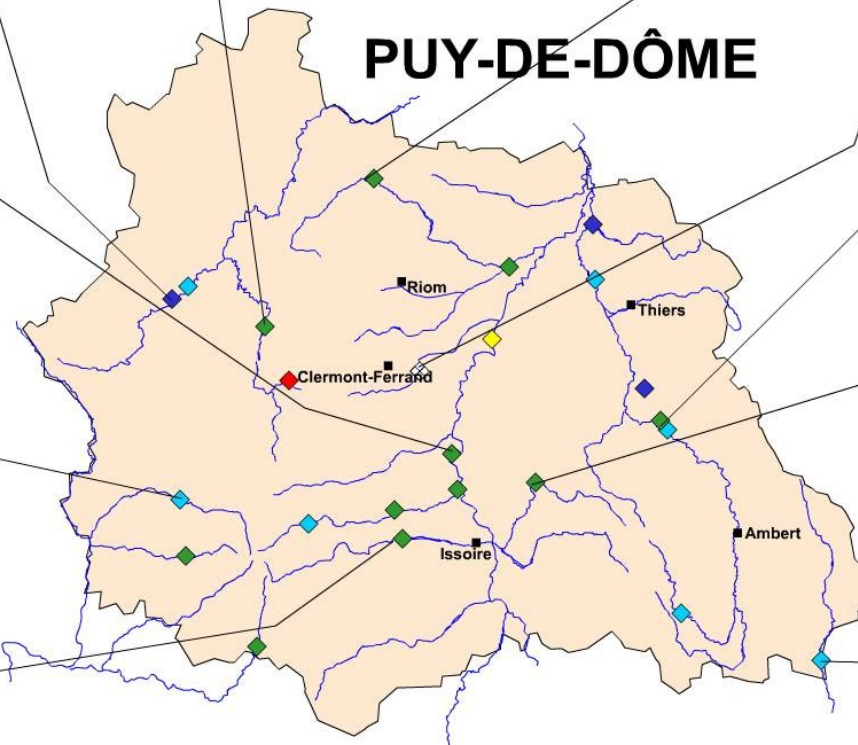 PUY-DE-DÔME
Riom
Thiers
Clermont-Ferrand
Ambert
Issoire